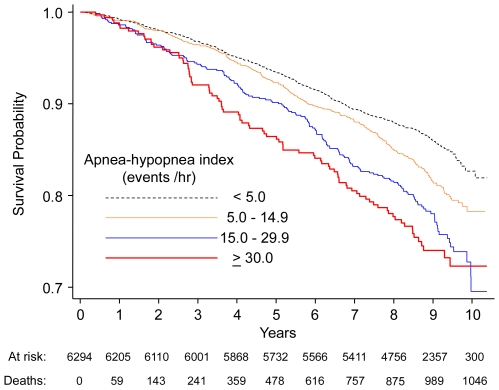 1.0
0.9
0.8
0.7
Survival Probability
Apnea-hypopnea index
(events /hr)
< 5.0
5.0 - 14.9
15.0 - 29.9
≥ 30.0
0 1 2 3 4 5 6 7 8 9 10
Years
At risk: 6294 6205 6110 6001 5868 5732 5566 5411 4756 2357 300
Deaths: 0 59 143 241 359 478 616 757 875 989 1046